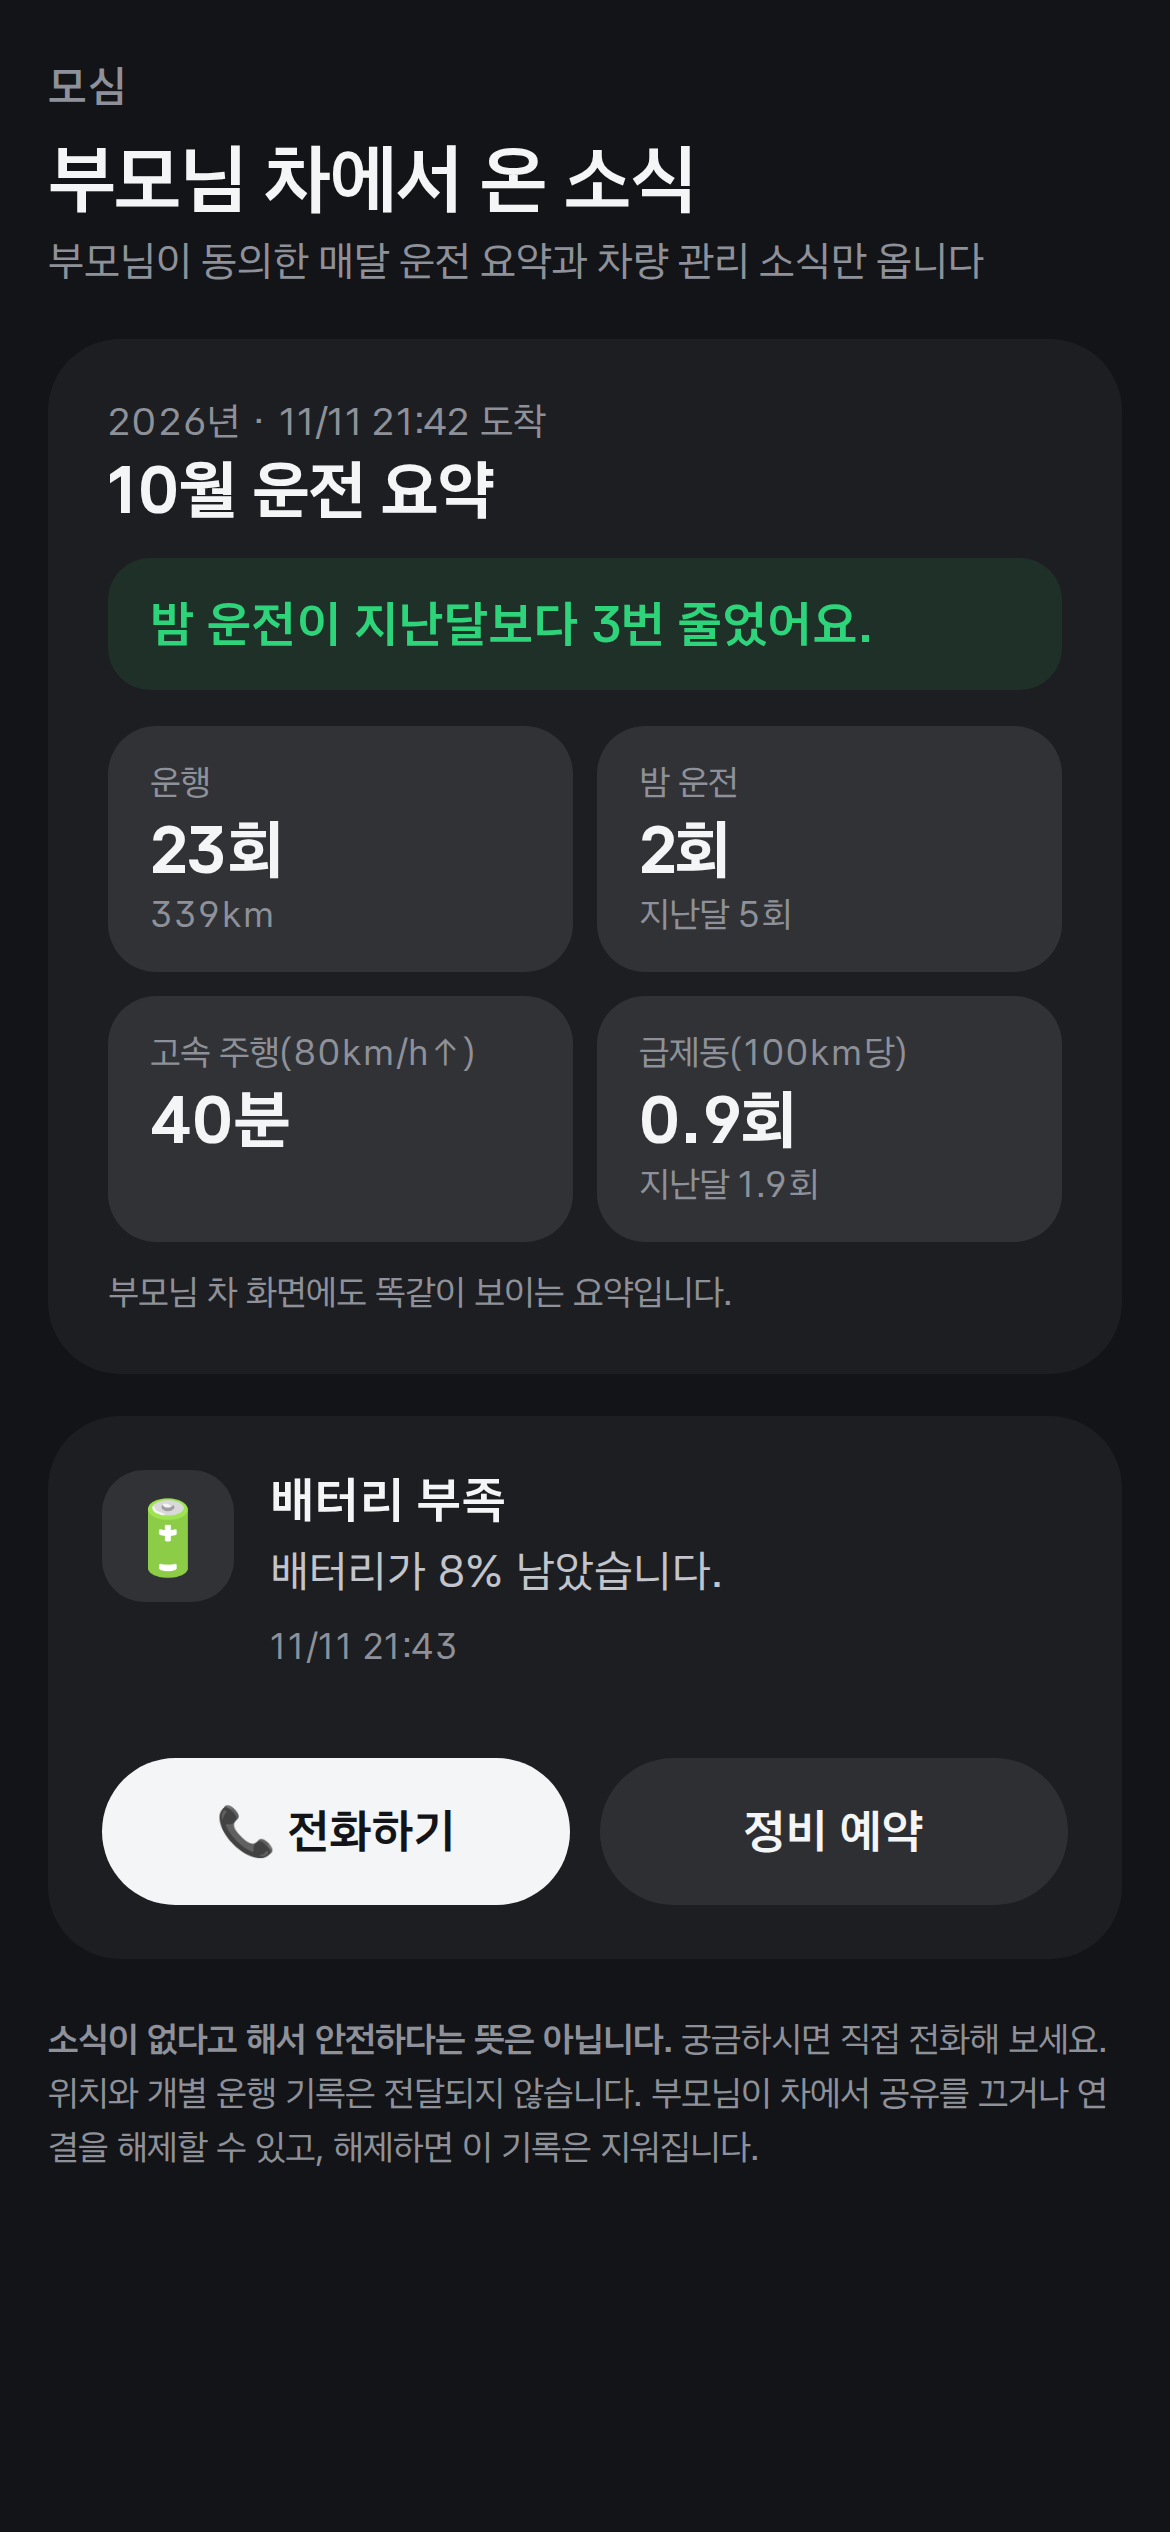 모심
부모님 차에서 온 소식
부모님이 동의한 매달 운전 요약과 차량 관리 소식만 옵니다
2026년 · 11/11 21:42 도착
10월 운전 요약
밤 운전이 지난달보다 3번 줄었어요.
운행
23회
339km
밤 운전
2회
지난달 5회
고속 주행(80km/h↑)
40분
급제동(100km당)
0.9회
지난달 1.9회
부모님 차 화면에도 똑같이 보이는 요약입니다.
배터리 부족
배터리가 8% 남았습니다.
11/11 21:43
📞 전화하기
정비 예약
소식이 없다고 해서 안전하다는 뜻은 아닙니다. 궁금하시면 직접 전화해 보세요.
위치와 개별 운행 기록은 전달되지 않습니다. 부모님이 차에서 공유를 끄거나 연
결을 해제할 수 있고, 해제하면 이 기록은 지워집니다.